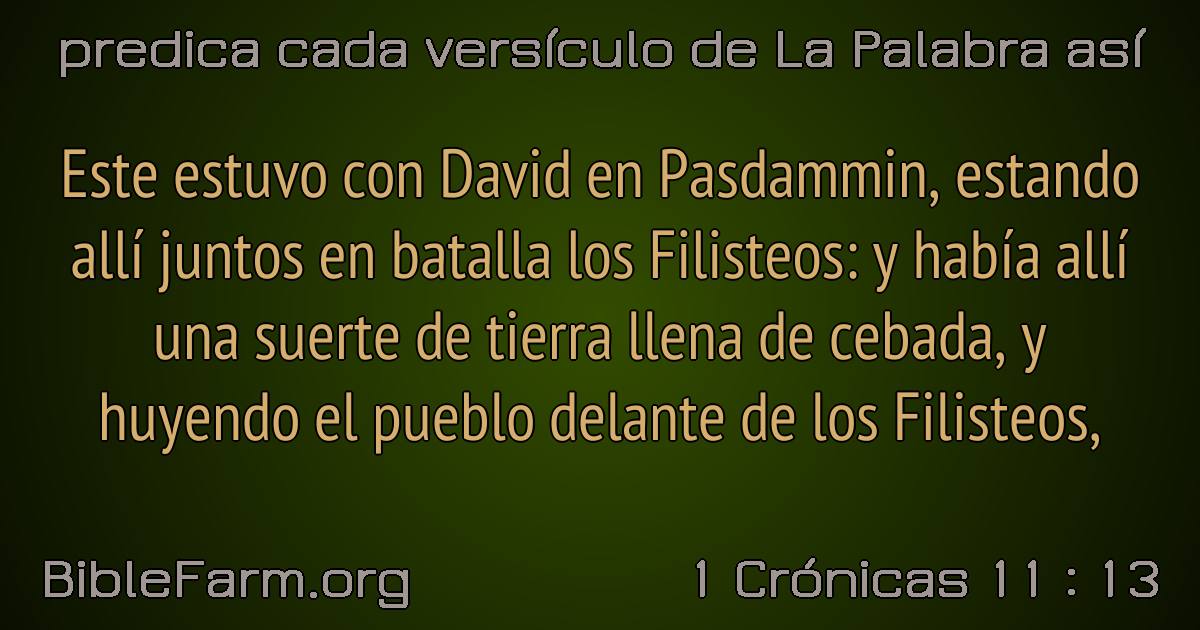 predica cada versículo de La Palabra así
Este estuvo con David en Pasdammin, estando
allí juntos en batalla los Filisteos: y había allí
una suerte de tierra llena de cebada, y
huyendo el pueblo delante de los Filisteos,
BibleFarm.org
1 Crónicas 11 : 13